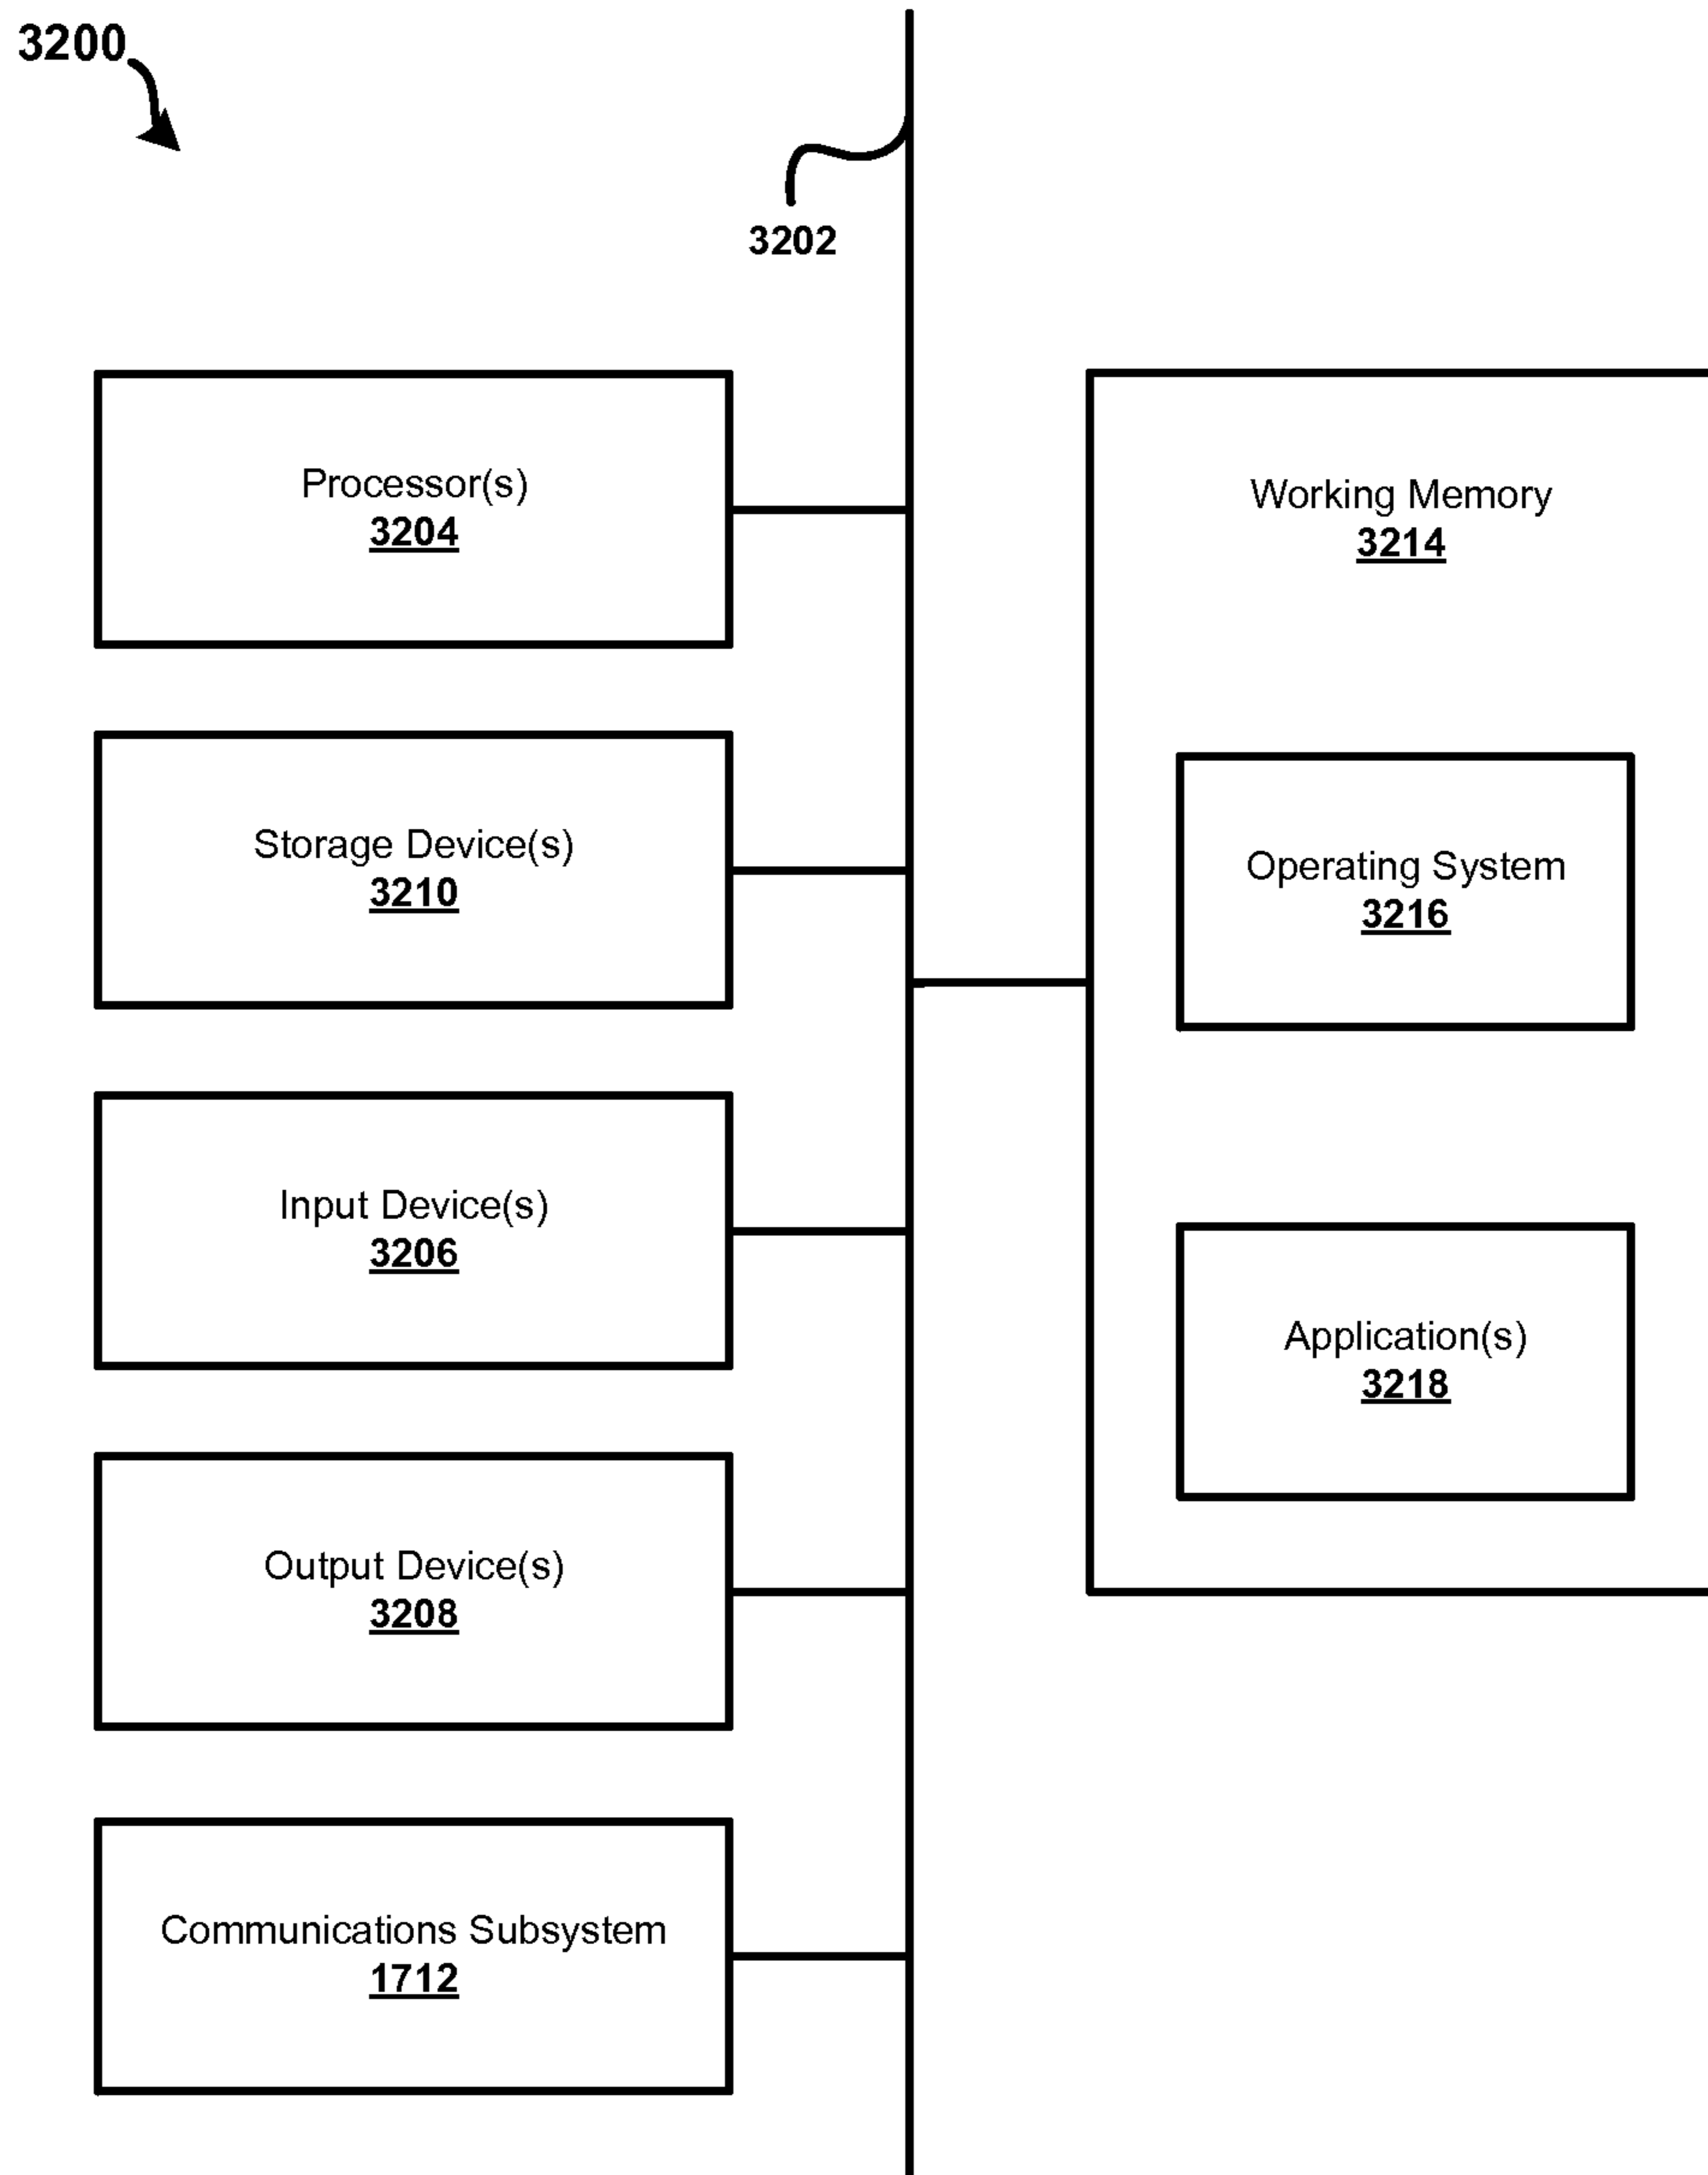 3200
3202
Processor(s)
3204
Storage Device(s)
3210
Input Device(s)
3206
Output Device(s)
3208
Communications Subsystem
1712
Working Memory
3214
Operating System
3216
Application(s)
3218